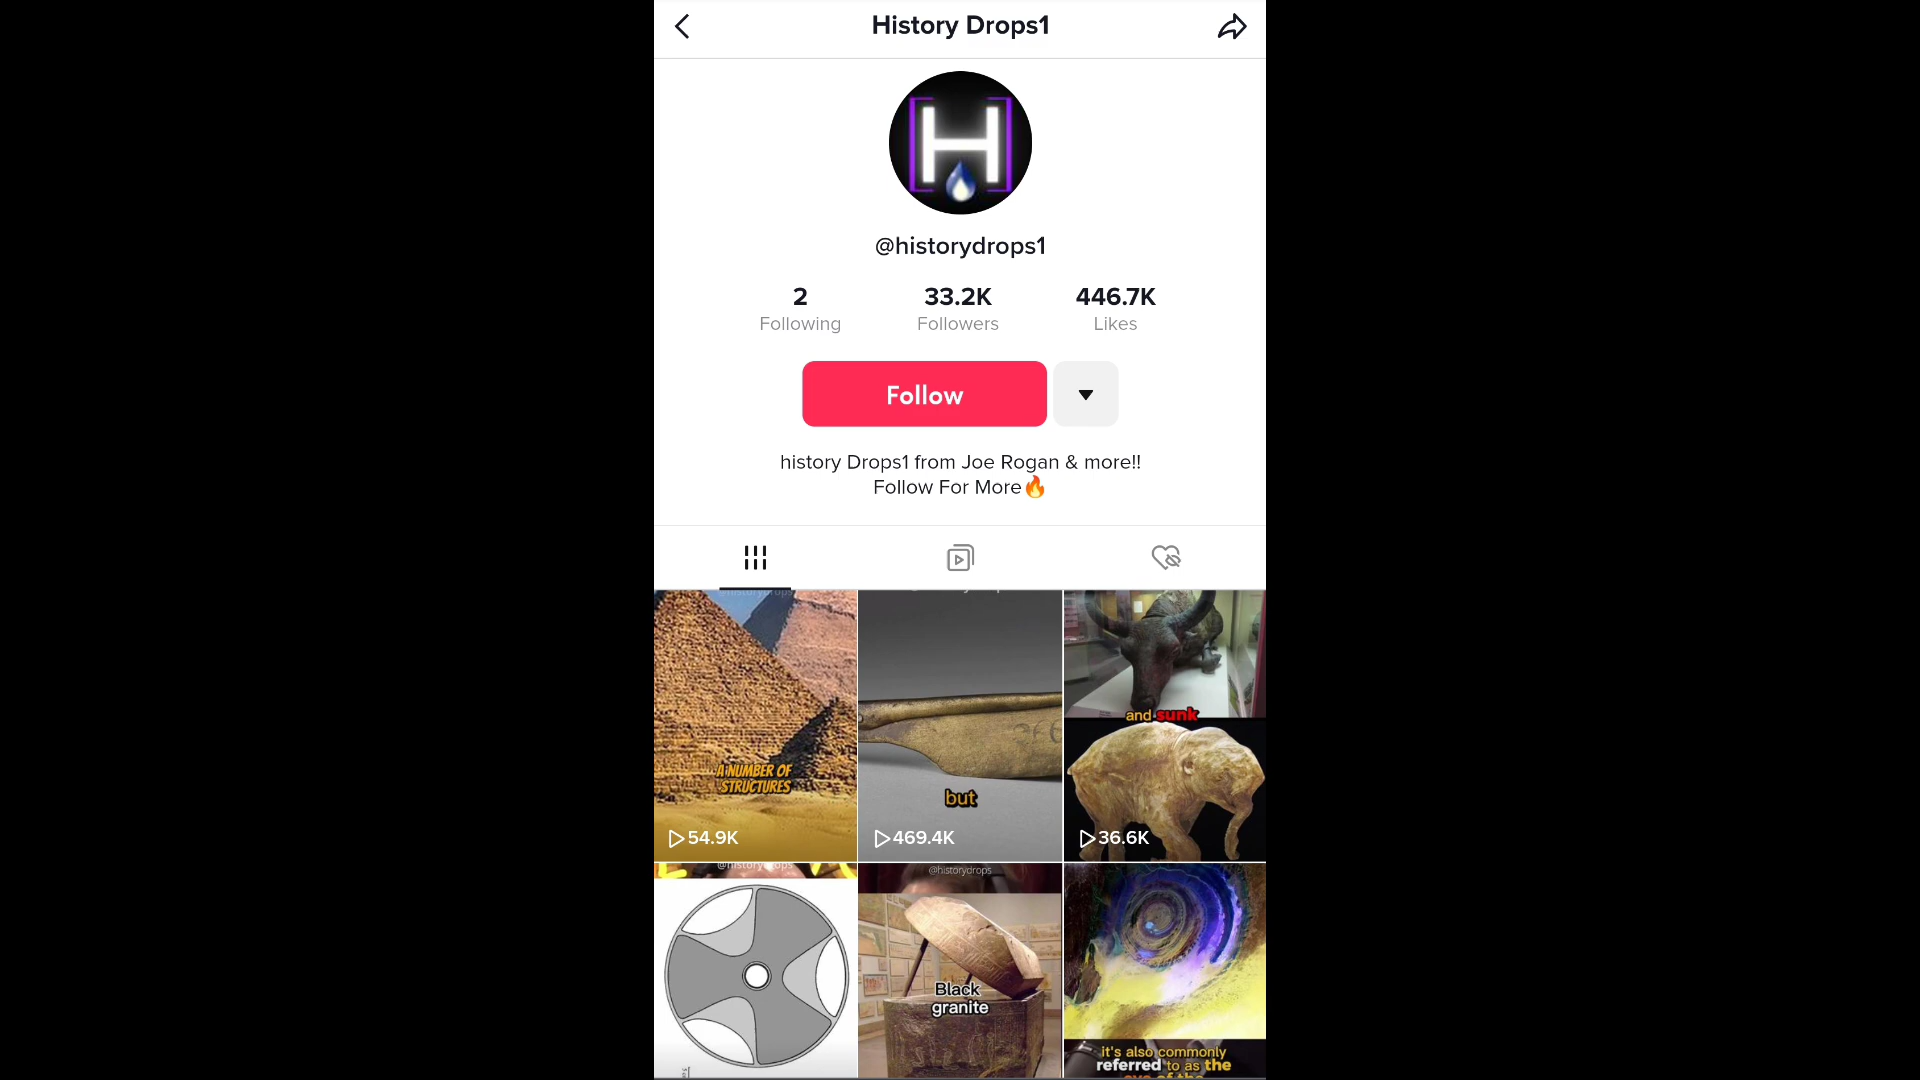 History Drops1
H
@historydrops1
2
Following
33.2K
Followers
446.7K
Likes
Follow
history Drops1 from Joe Rogan & more!!
Follow For More🔥
A NUMBER OF
STRUCTURES
54.9K
but
469.4K
and sunk
36.6K
@historydrops
Black
granite
it's also commonly
referred to as the